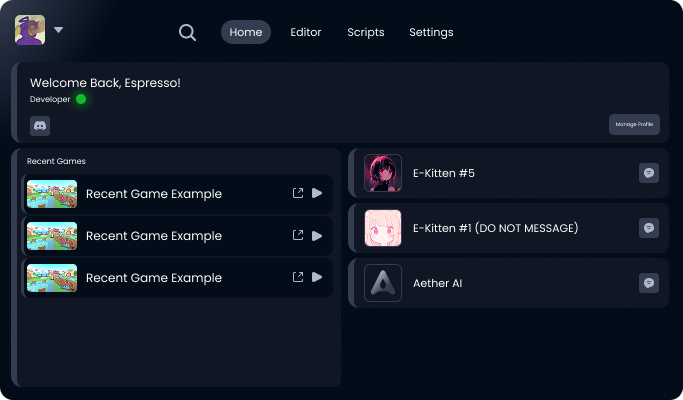 Home
Editor
Scripts
Settings
Welcome Back, Espresso!
Developer
Manage Profile
Recent Games
Recent Game Example
Recent Game Example
Recent Game Example
E-Kitten #5
E-Kitten #1 (DO NOT MESSAGE)
Aether AI